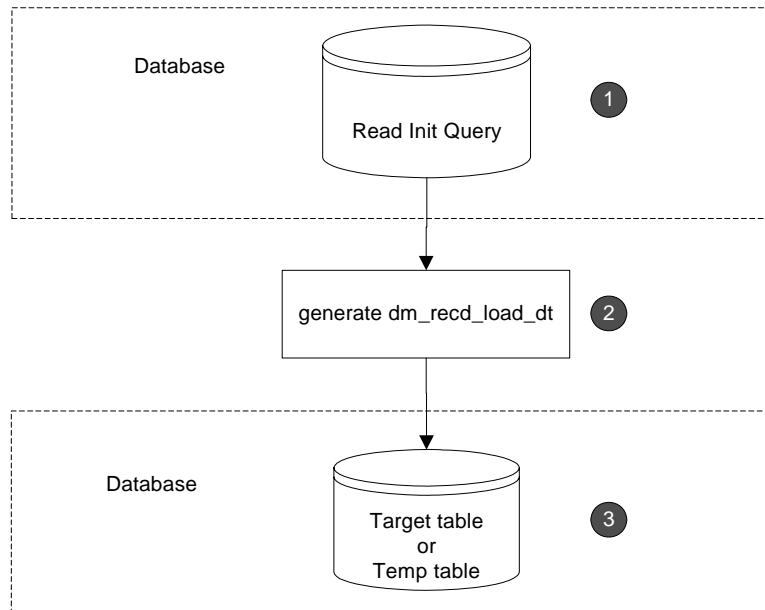 Database
Read Init Query
1
generate dm_recd_load_dt
2
Database
Target table
or
Temp table
3